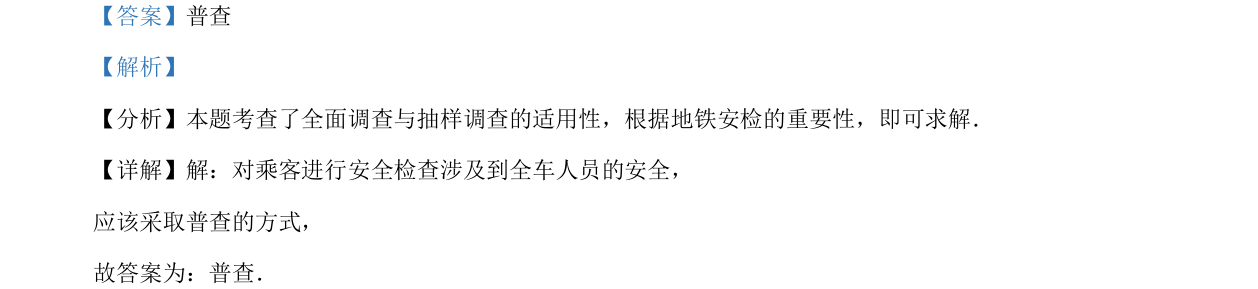 【答案】普查
【解析】
【分析】本题考查了全面调查与抽样调查的适用性，根据地铁安检的重要性，即可求解．
【详解】解：对乘客进行安全检查涉及到全车人员的安全，
应该采取普查的方式，
故答案为：普查．